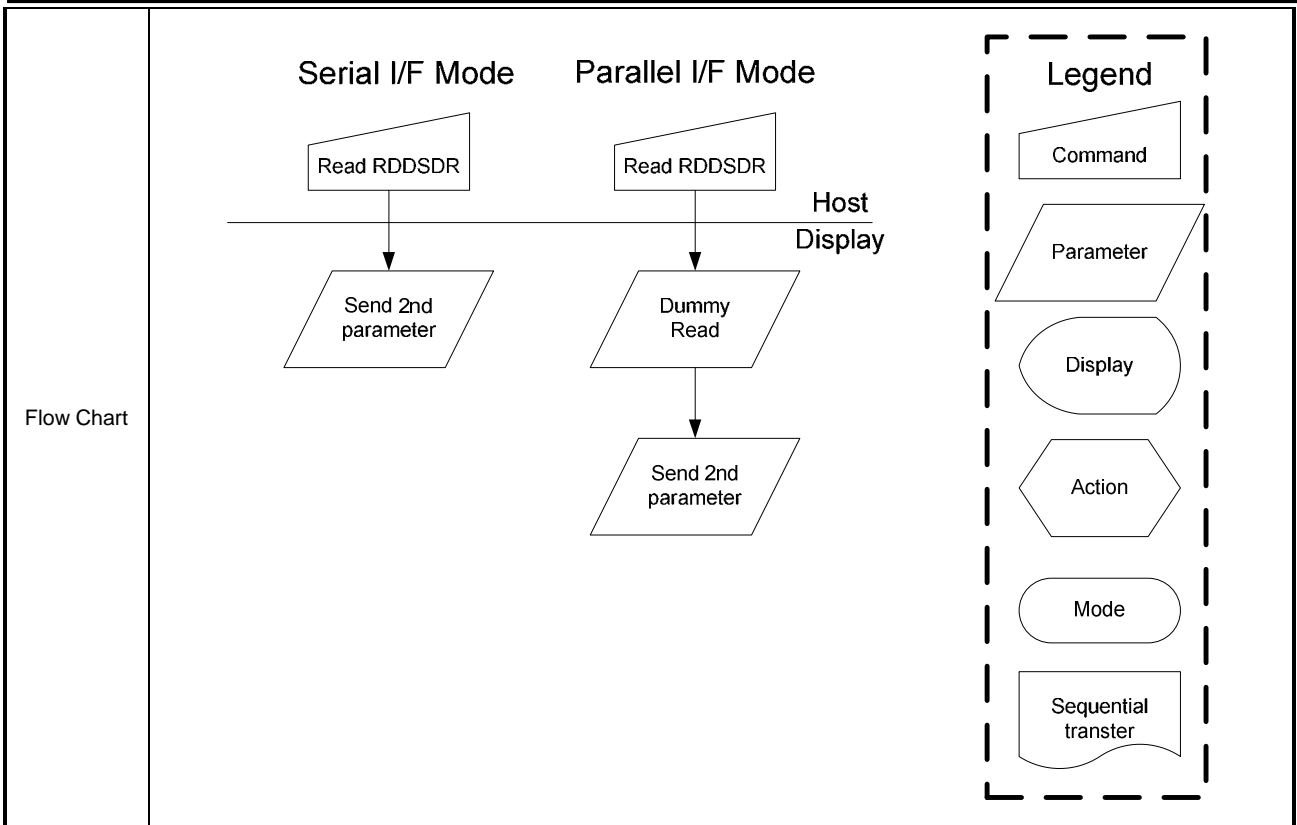 Flow Chart
Serial I/F Mode
Parallel I/F Mode
Read RDDSDR
Read RDDSDR
Host
Display
Send 2nd
parameter
Dummy
Read
Send 2nd
parameter
Legend
Command
Parameter
Display
Action
Mode
Sequential
transter